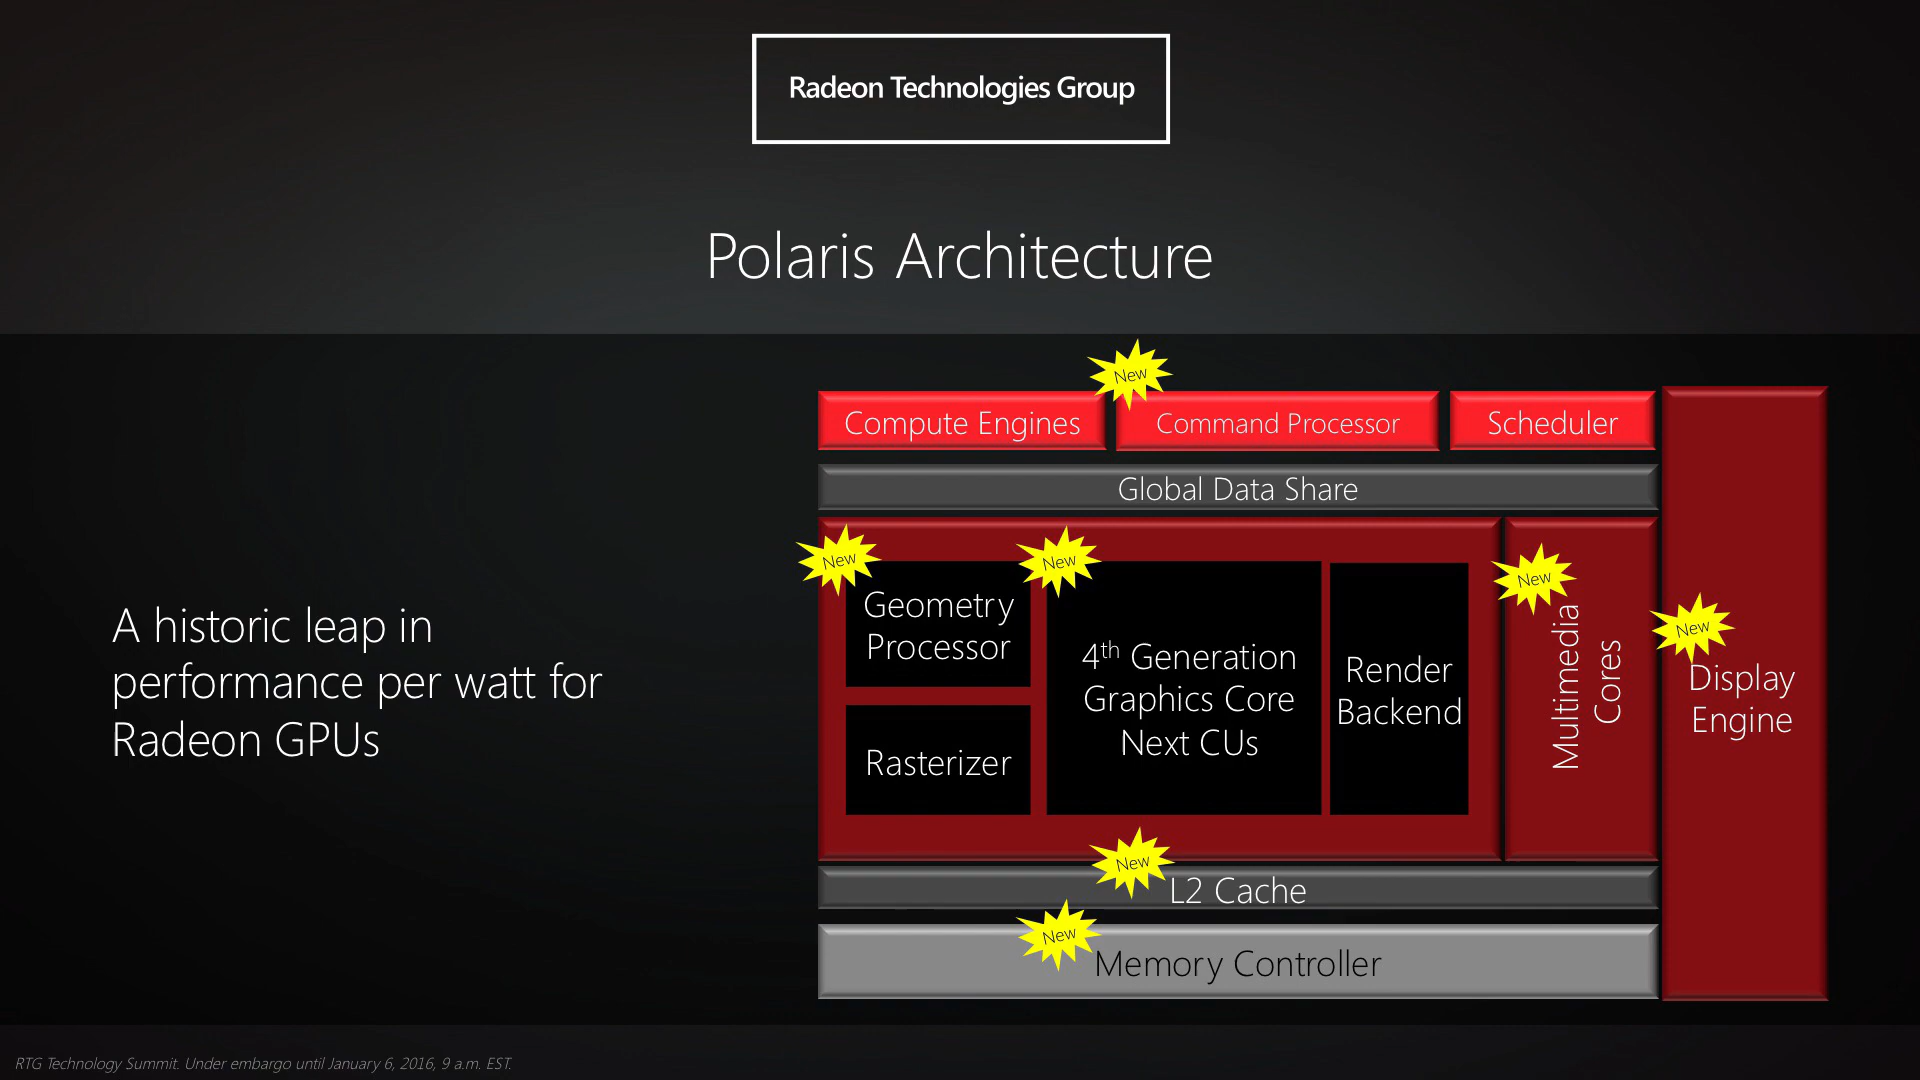 Radeon Technologies Group
Polaris Architecture
A historic leap in
performance per watt for
Radeon GPUs
New
Compute Engines
Command Processor
Scheduler
Global Data Share
New
Geometry
Processor
Rasterizer
New
4th Generation
Graphics Core
Next CUs
Render
Backend
New
Multimedia
Cores
New
Display
Engine
New
L2 Cache
New
Memory Controller
RTG Technology Summit. Under embargo until January 6, 2016, 9 a.m. EST.